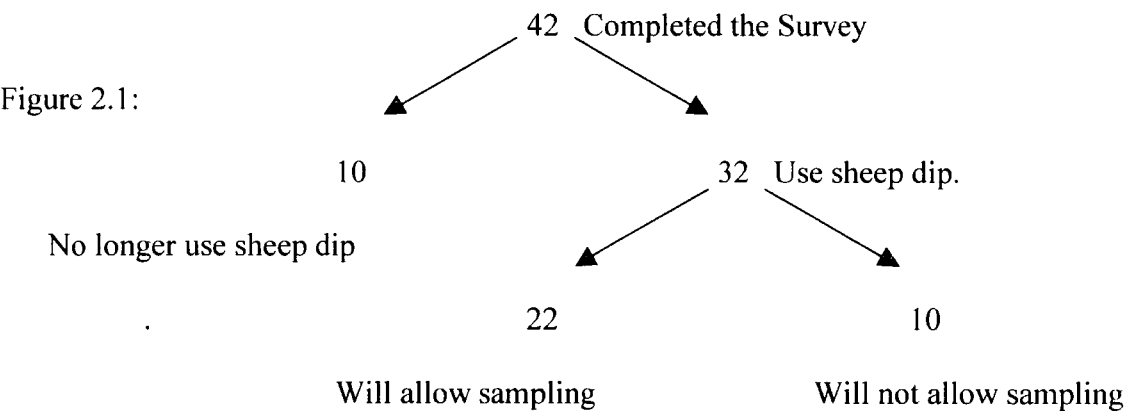 42 Completed the Survey
Figure 2.1:
10
32 Use sheep dip.
No longer use sheep dip
22
10
Will allow sampling
Will not allow sampling